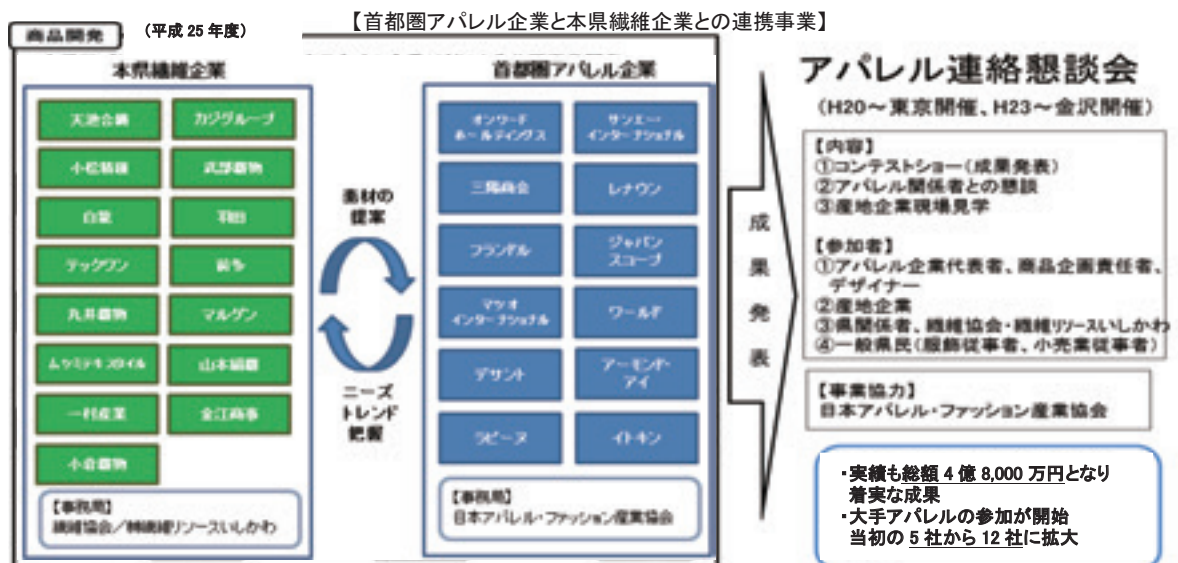 【首都圏アパレル企業と本県繊維企業との連携事業】
商品開発
(平成 25 年度)
本県繊維企業
カジグループ
武部織物
羽田
テックワン
前多
丸井織物
マルゲン
山本絹織
一村産業
金江商事
小倉織物
【事務局】
繊維協会/㈱繊維リソースいしかわ
素材の
提案
ニーズ
トレンド
把握
首都圏アパレル企業
オンワード
ホールディングス
サンエー・
インターナショナル
三陽商会
レナウン
フランドル
ジャパン
スコープ
マツオ
インターナショナル
ワールド
デサント
アーモンド・
アイ
ラピーヌ
イトキン
【事務局】
日本アパレル・ファッション産業協会
成
果
発
表
アパレル連絡懇談会
(H20~東京開催、H23~金沢開催)
【内容】
①コンテストショー(成果発表)
②アパレル関係者との懇談
③産地企業現場見学
【参加者】
①アパレル企業代表者、商品企画責任者、
デザイナー
②産地企業
③県関係者、繊維協会・繊維リソースいしかわ
④一般県民(服飾従事者、小売業従事者)
【事業協力】
日本アパレル・ファッション産業協会
・実績も総額 4 億 8,000 万円となり
着実な成果
・大手アパレルの参加が開始
当初の 5 社から 12 社に拡大